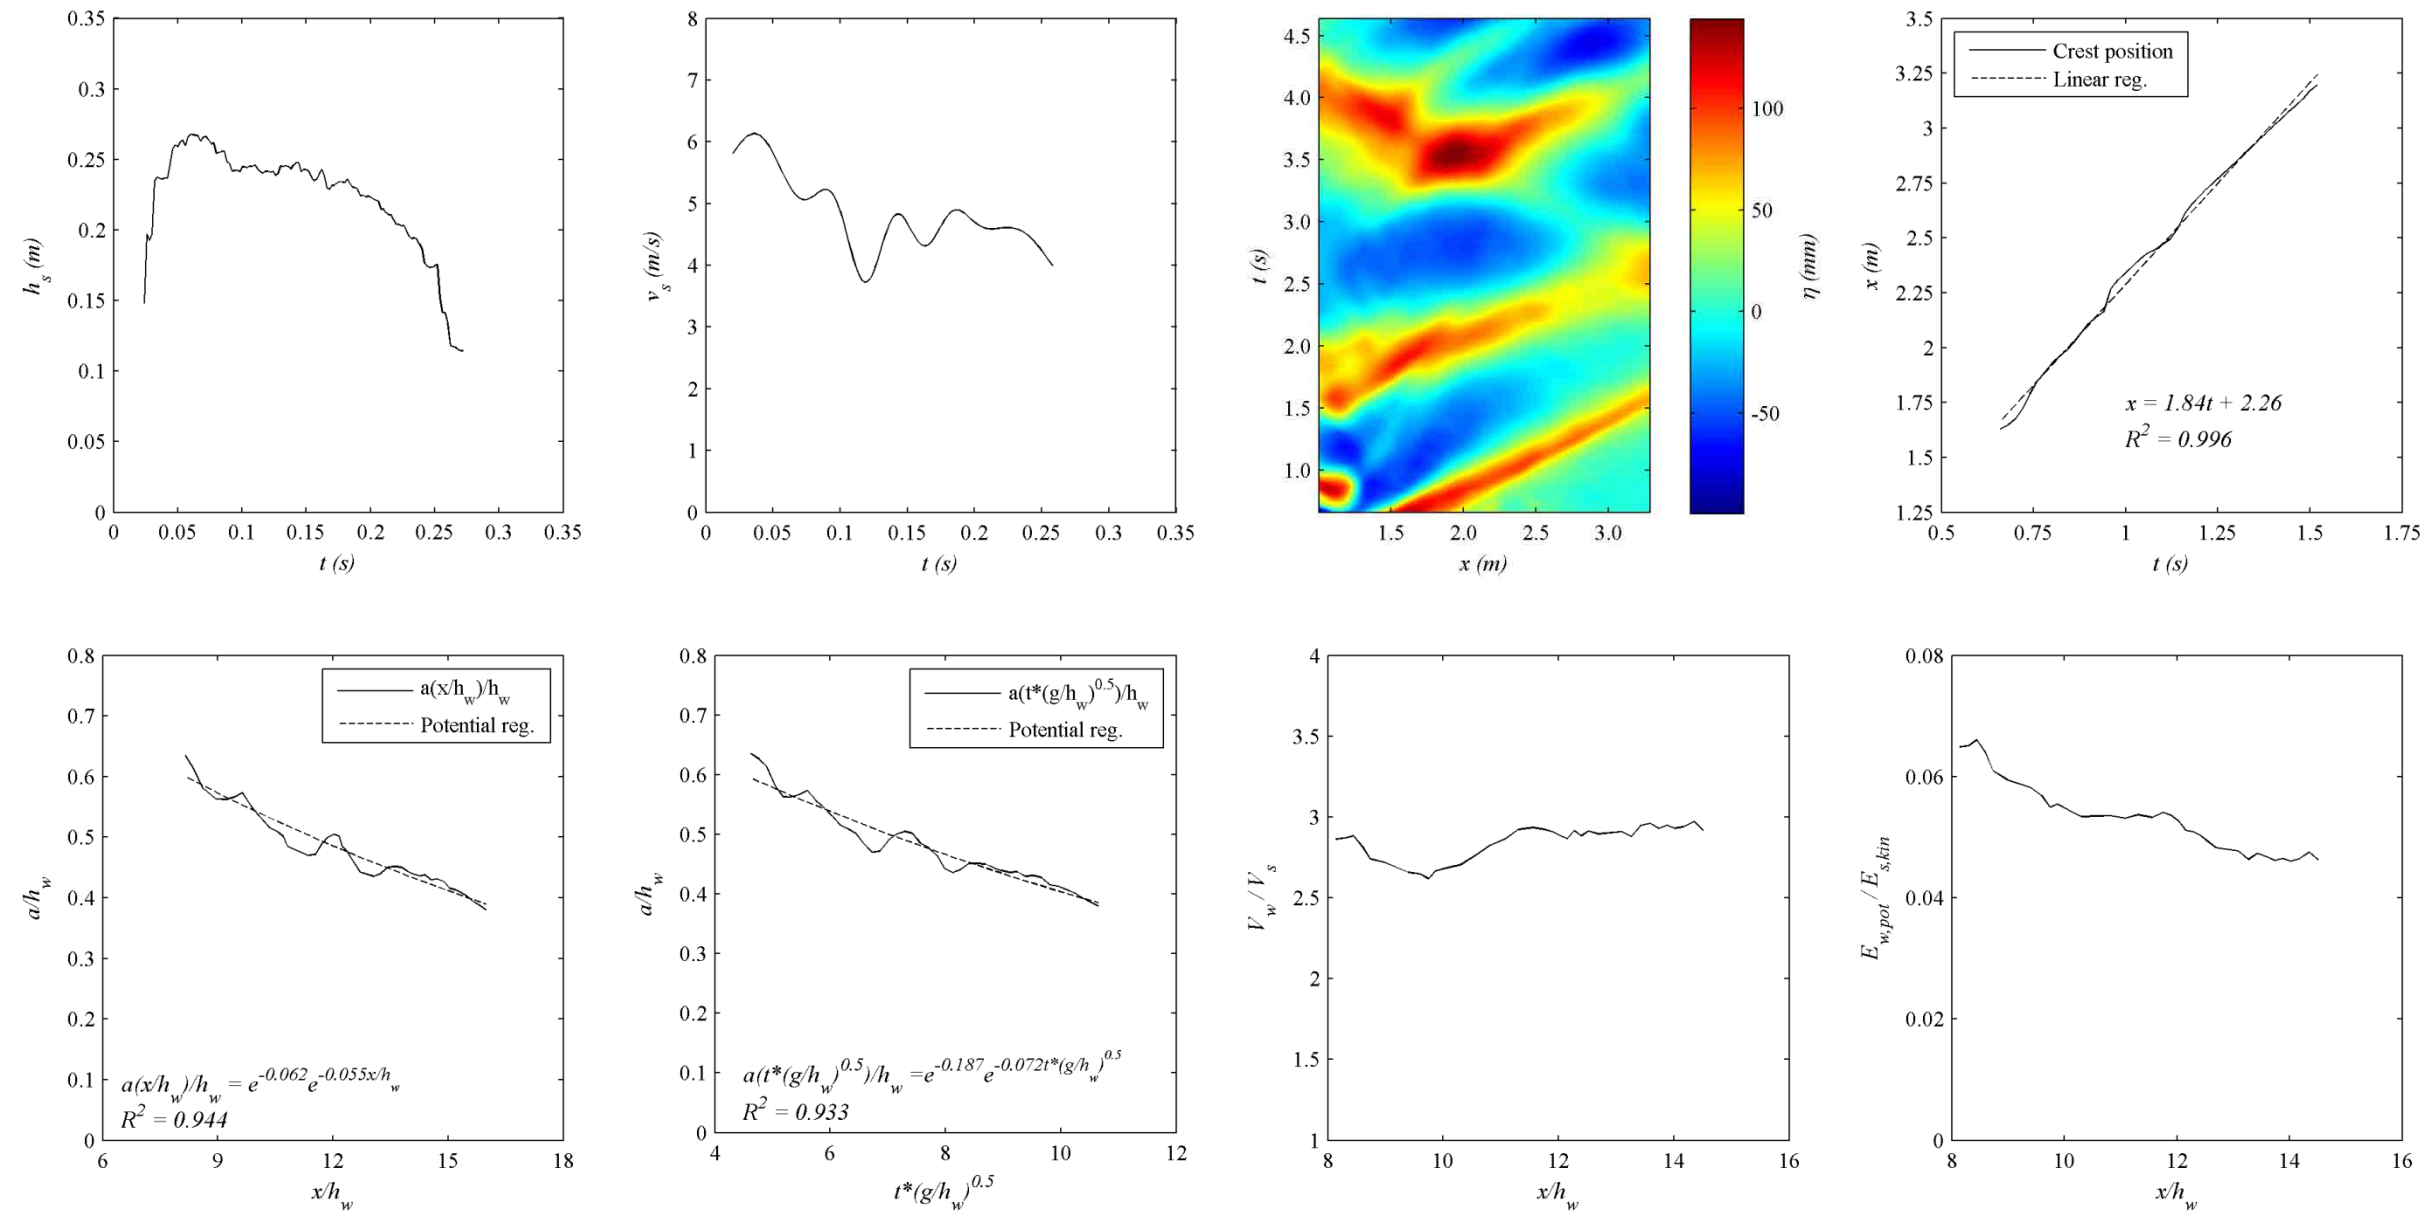 0.35
0.3
0.25
0.2
0.15
0.1
0.05
0
0 0.05 0.1 0.15 0.2 0.25 0.3 0.35
h_s (m)
t (s)
8
7
6
5
4
3
2
1
0
0 0.05 0.1 0.15 0.2 0.25 0.3 0.35
v_s (m/s)
t (s)
4.5
4.0
3.5
3.0
2.5
2.0
1.5
1.0
1.5 2.0 2.5 3.0
t (s)
x (m)
100
50
0
-50
η (mm)
3.5
3.25
3
2.75
2.5
2.25
2
1.75
1.5
1.25
0.5 0.75 1 1.25 1.5 1.75
x (m)
t (s)
Crest position
Linear reg.
x = 1.84t + 2.26
R^2 = 0.996
0.8
0.7
0.6
0.5
0.4
0.3
0.2
0.1
0
6 9 12 15 18
a/h_w
x/h_w
a(x/h_w)/h_w
Potential reg.
a(x/h_w)/h_w = e^-0.062 e^-0.055x/h_w
R^2 = 0.944
0.8
0.7
0.6
0.5
0.4
0.3
0.2
0.1
0
4 6 8 10 12
a/h_w
t*(g/h_w)^0.5
a(t*(g/h_w)^0.5)/h_w
Potential reg.
a(t*(g/h_w)^0.5)/h_w =e^-0.187 e^-0.072t*(g/h_w)^0.5
R^2 = 0.933
4
3.5
3
2.5
2
1.5
1
8 10 12 14 16
V_w / V_s
x/h_w
0.08
0.06
0.04
0.02
0
8 10 12 14 16
E_w,pot / E_s,kin
x/h_w